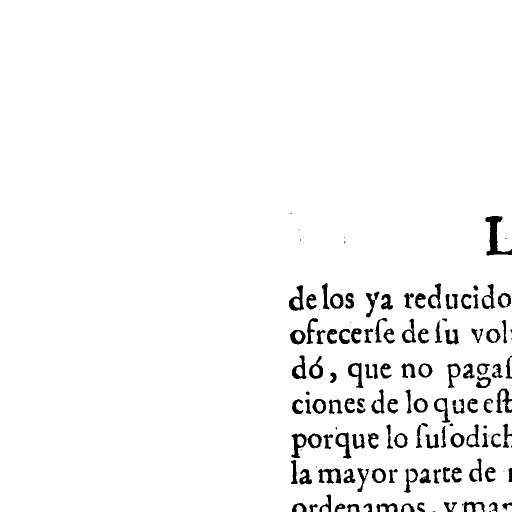 L
de los ya reducido
ofrecerſe de ſu vol
dó, que no pagaſ
ciones de lo que eſt
porque lo ſuſodich
la mayor parte de
ordenamos, y man